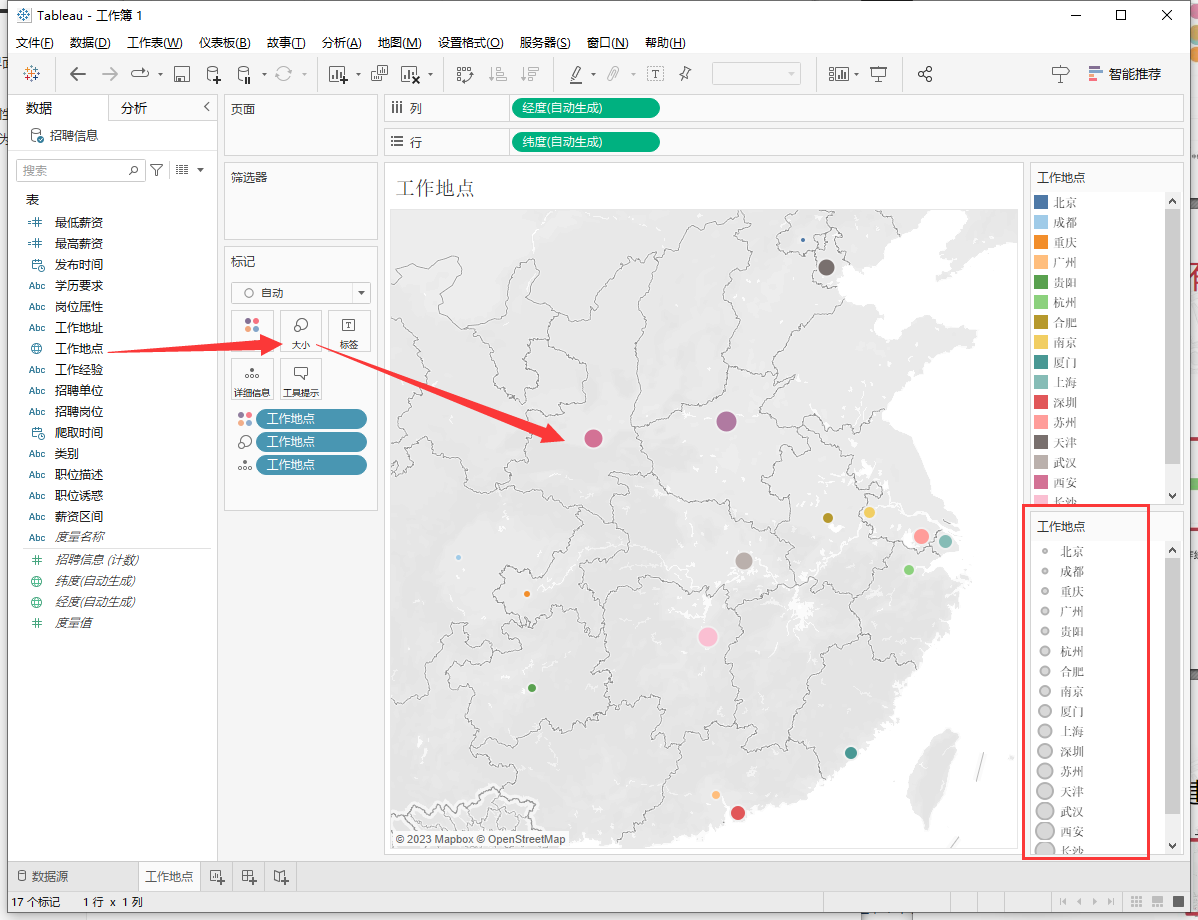 Tableau - 工作簿 1
文件(F) 数据(D) 工作表(W) 仪表板(B) 故事(T) 分析(A) 地图(M) 设置格式(O) 服务器(S) 窗口(N) 帮助(H)
智能推荐
数据 分析
招聘信息
搜索
表
最低薪资
最高薪资
发布时间
Abc 学历要求
Abc 岗位属性
Abc 工作地址
工作地点
Abc 工作经验
Abc 招聘单位
Abc 招聘岗位
爬取时间
Abc 类别
Abc 职位描述
Abc 职位诱惑
Abc 薪资区间
Abc 度量名称
招聘信息 (计数)
纬度(自动生成)
经度(自动生成)
度量值
页面
筛选器
标记
自动
大小 标签
详细信息 工具提示
工作地点
工作地点
工作地点
列 经度(自动生成)
行 纬度(自动生成)
工作地点
© 2023 Mapbox © OpenStreetMap
工作地点
北京
成都
重庆
广州
贵阳
杭州
合肥
南京
厦门
上海
深圳
苏州
天津
武汉
西安
长沙
工作地点
北京
成都
重庆
广州
贵阳
杭州
合肥
南京
厦门
上海
深圳
苏州
天津
武汉
西安
长沙
数据源 工作地点
17 个标记 1 行 x 1 列